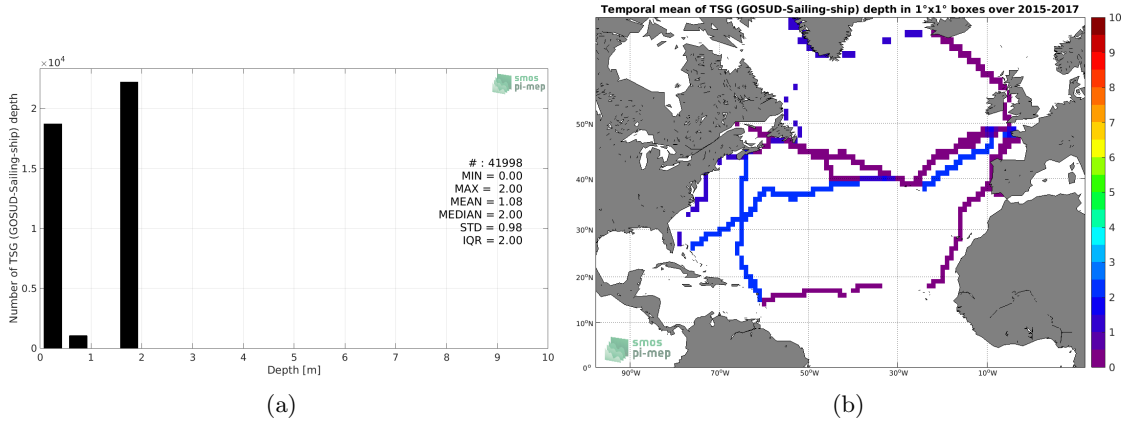 Temporal mean of TSG (GOSUD-Sailing-ship) depth in 1°x1° boxes over 2015-2017
×10⁴
Number of TSG (GOSUD-Sailing-ship) depth
2
1.5
1
0.5
0
0 1 2 3 4 5 6 7 8 9 10
Depth [m]
smos
pi-mep
# : 41998
MIN = 0.00
MAX = 2.00
MEAN = 1.08
MEDIAN = 2.00
STD = 0.98
IQR = 2.00
50°N
40°N
30°N
20°N
10°N
0°
90°W 70°W 50°W 30°W 10°W
smos
pi-mep
10
9
8
7
6
5
4
3
2
1
0
(a)
(b)